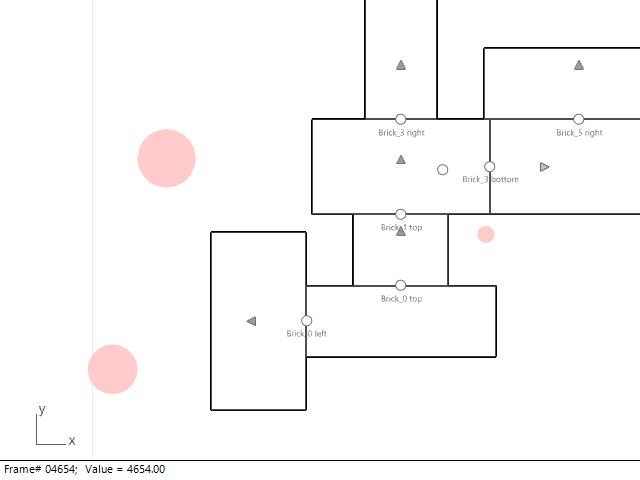 Brick_3 right
Brick_5 right
Brick_3 bottom
Brick_1 top
Brick_0 top
Brick_0 left
y
x
Frame# 04654; Value = 4654.00